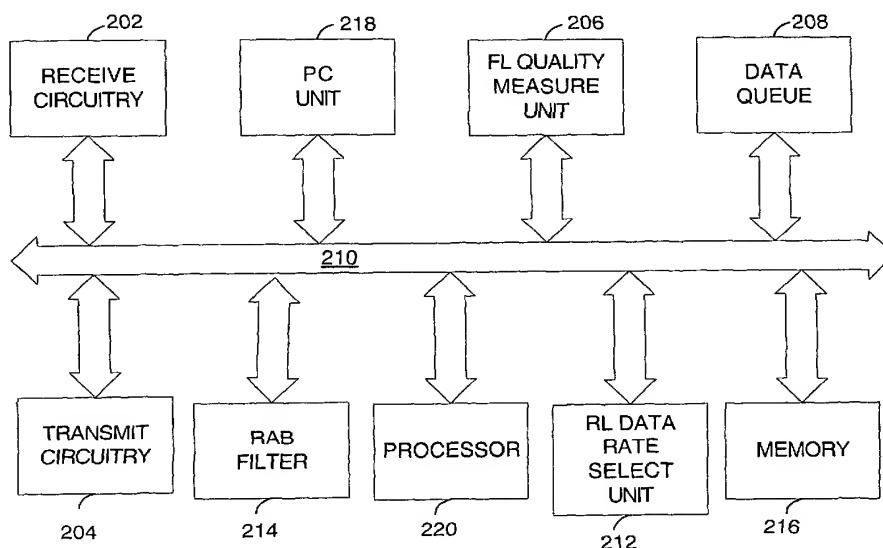 202
218
206
208
RECEIVE
CIRCUITRY
PC
UNIT
FL QUALITY
MEASURE
UNIT
DATA
QUEUE
210
TRANSMIT
CIRCUITRY
RAB
FILTER
PROCESSOR
RL DATA
RATE
SELECT
UNIT
MEMORY
204
214
220
212
216